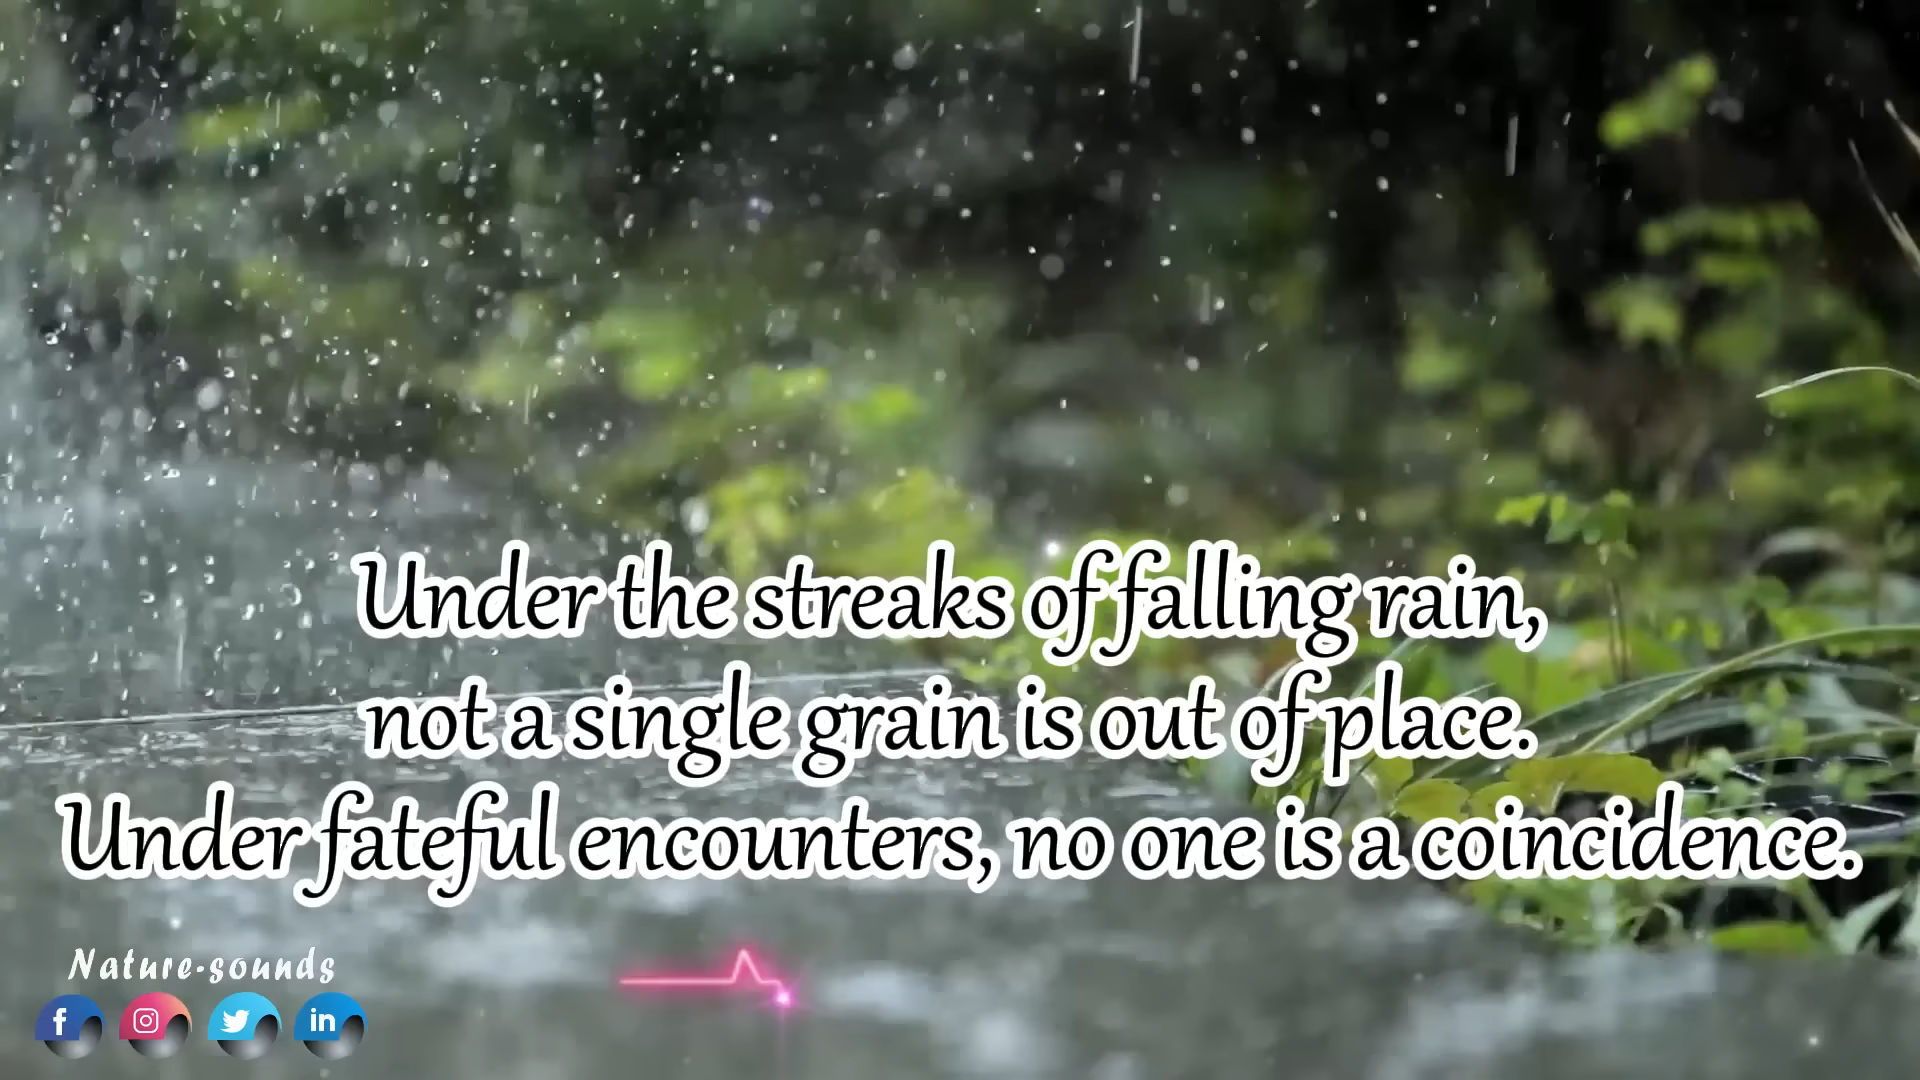 Under the streaks of falling rain,
not a single grain is out of place.
Under fateful encounters, no one is a coincidence.
Nature-sounds
f
in